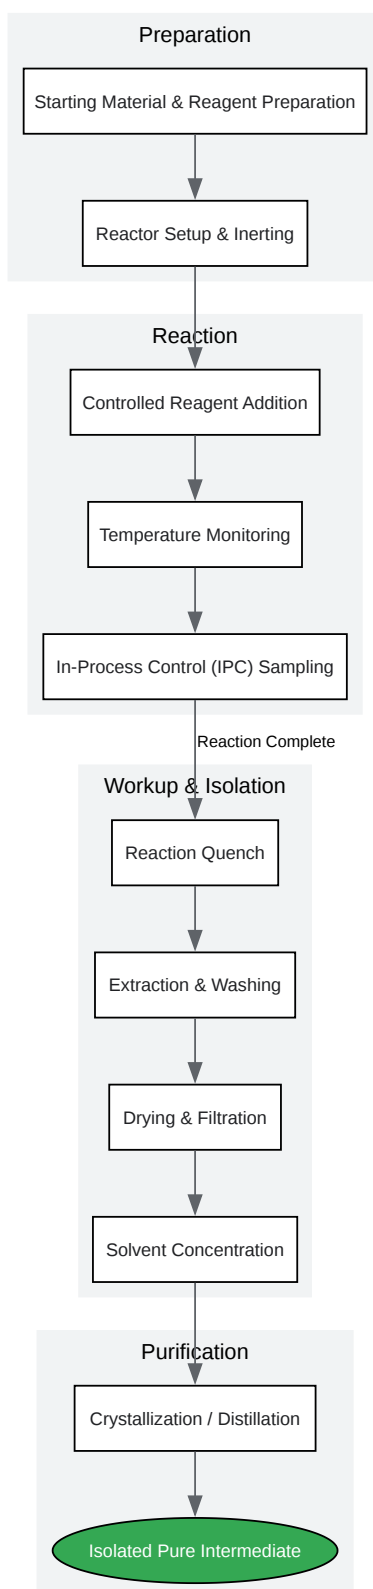 Preparation
Starting Material & Reagent Preparation
Reactor Setup & Inerting
Reaction
Controlled Reagent Addition
Temperature Monitoring
In-Process Control (IPC) Sampling
Reaction Complete
Workup & Isolation
Reaction Quench
Extraction & Washing
Drying & Filtration
Solvent Concentration
Purification
Crystallization / Distillation
Isolated Pure Intermediate